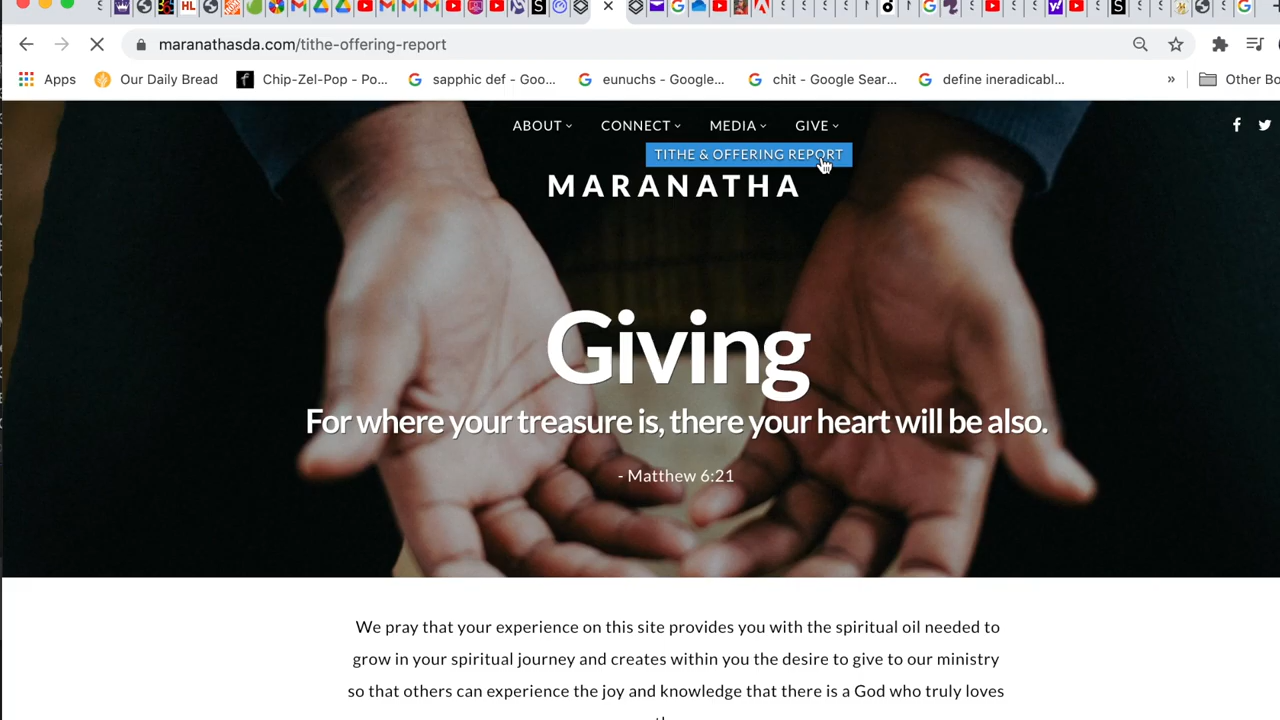 maranathasda.com/tithe-offering-report
Apps Our Daily Bread Chip-Zel-Pop - Po... sapphic def - Goo... eunuchs - Google... chit - Google Sear... define ineradicabl... » Other Bo
ABOUT CONNECT MEDIA GIVE
TITHE & OFFERING REPORT
MARANATHA
Giving
For where your treasure is, there your heart will be also.
- Matthew 6:21
We pray that your experience on this site provides you with the spiritual oil needed to
grow in your spiritual journey and creates within you the desire to give to our ministry
so that others can experience the joy and knowledge that there is a God who truly loves